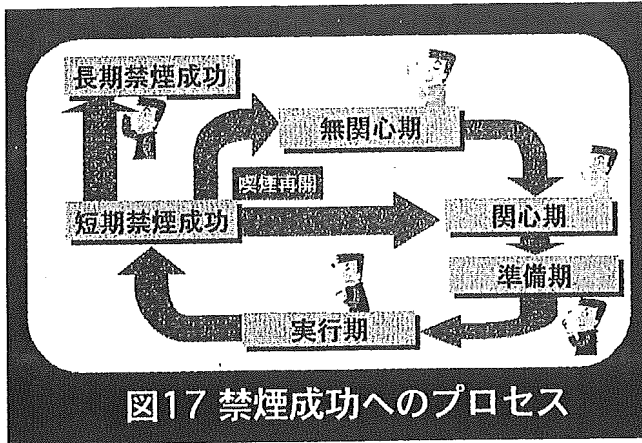 長期禁煙成功
無関心期
喫煙再開
短期禁煙成功
関心期
準備期
実行期
図17 禁煙成功へのプロセス